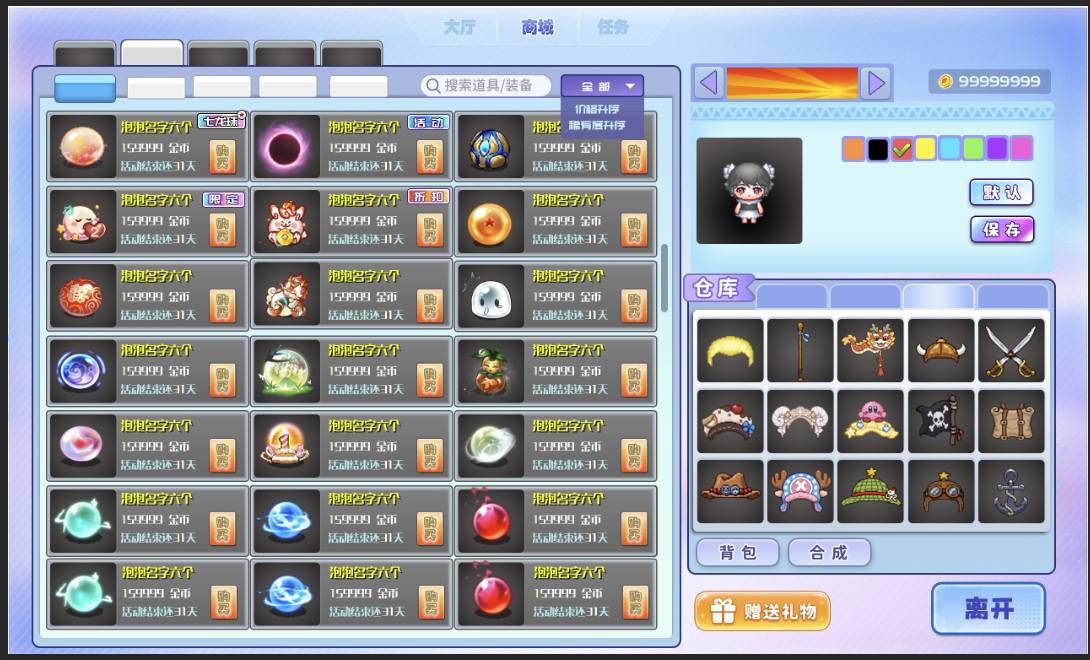 大厅
商城
任务
搜索道具/装备
全部
价格升序
稀有度升序
99999999
泡泡名字六个
七龙珠
159999 金币
活动结束还31天
购买
泡泡名字六个
活动
159999 金币
活动结束还31天
购买
泡
159999 金币
活动结束还31天
购买
泡泡名字六个
限定
159999 金币
活动结束还31天
购买
泡泡名字六个
折扣
159999 金币
活动结束还31天
购买
泡泡名字六个
159999 金币
活动结束还31天
购买
泡泡名字六个
159999 金币
活动结束还31天
购买
泡泡名字六个
159999 金币
活动结束还31天
购买
泡泡名字六个
159999 金币
活动结束还31天
购买
泡泡名字六个
159999 金币
活动结束还31天
购买
泡泡名字六个
159999 金币
活动结束还31天
购买
泡泡名字六个
159999 金币
活动结束还31天
购买
泡泡名字六个
159999 金币
活动结束还31天
购买
泡泡名字六个
159999 金币
活动结束还31天
购买
泡泡名字六个
159999 金币
活动结束还31天
购买
泡泡名字六个
159999 金币
活动结束还31天
购买
泡泡名字六个
159999 金币
活动结束还31天
购买
泡泡名字六个
159999 金币
活动结束还31天
购买
泡泡名字六个
159999 金币
活动结束还31天
购买
泡泡名字六个
159999 金币
活动结束还31天
购买
泡泡名字六个
159999 金币
活动结束还31天
购买
默认
保存
仓库
背包
合成
赠送礼物
离开